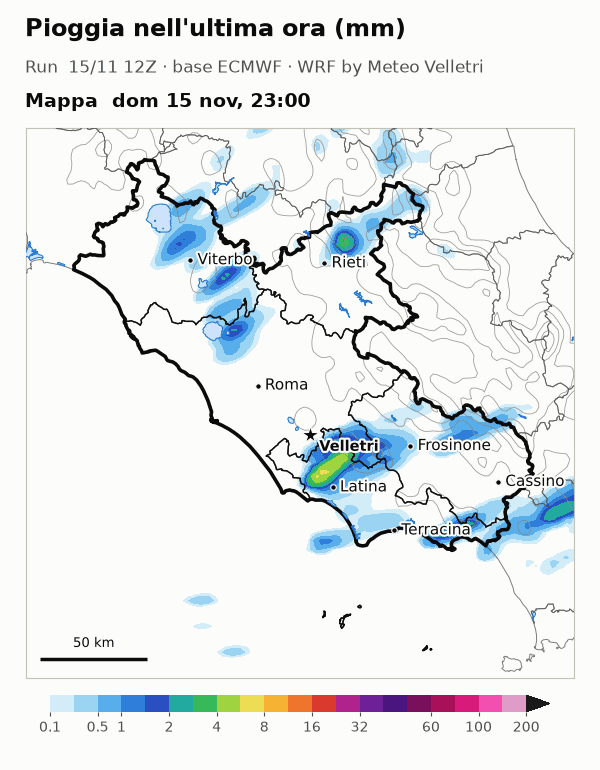 Pioggia nell'ultima ora (mm)
Run  15/11 12Z · base ECMWF · WRF by Meteo Velletri
Mappa  dom 15 nov, 23:00
Viterbo
Rieti
Roma
Velletri
Frosinone
Latina
Cassino
Terracina
50 km
0.1 0.5 1 2 4 8 16 32 60 100 200